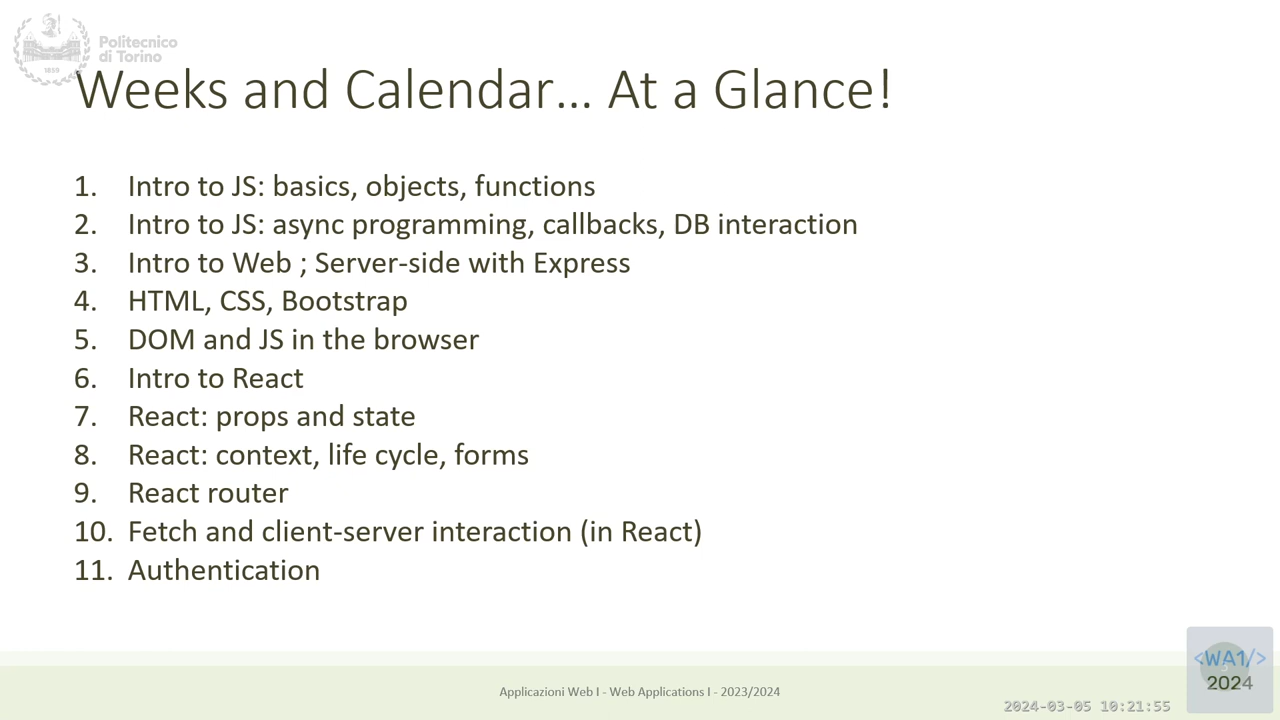 Politecnico
di Torino
1859
Weeks and Calendar... At a Glance!
1. Intro to JS: basics, objects, functions
2. Intro to JS: async programming, callbacks, DB interaction
3. Intro to Web ; Server-side with Express
4. HTML, CSS, Bootstrap
5. DOM and JS in the browser
6. Intro to React
7. React: props and state
8. React: context, life cycle, forms
9. React router
10. Fetch and client-server interaction (in React)
11. Authentication
Applicazioni Web I - Web Applications I - 2023/2024
2024-03-05 10:21:55
<WA1/>
2024